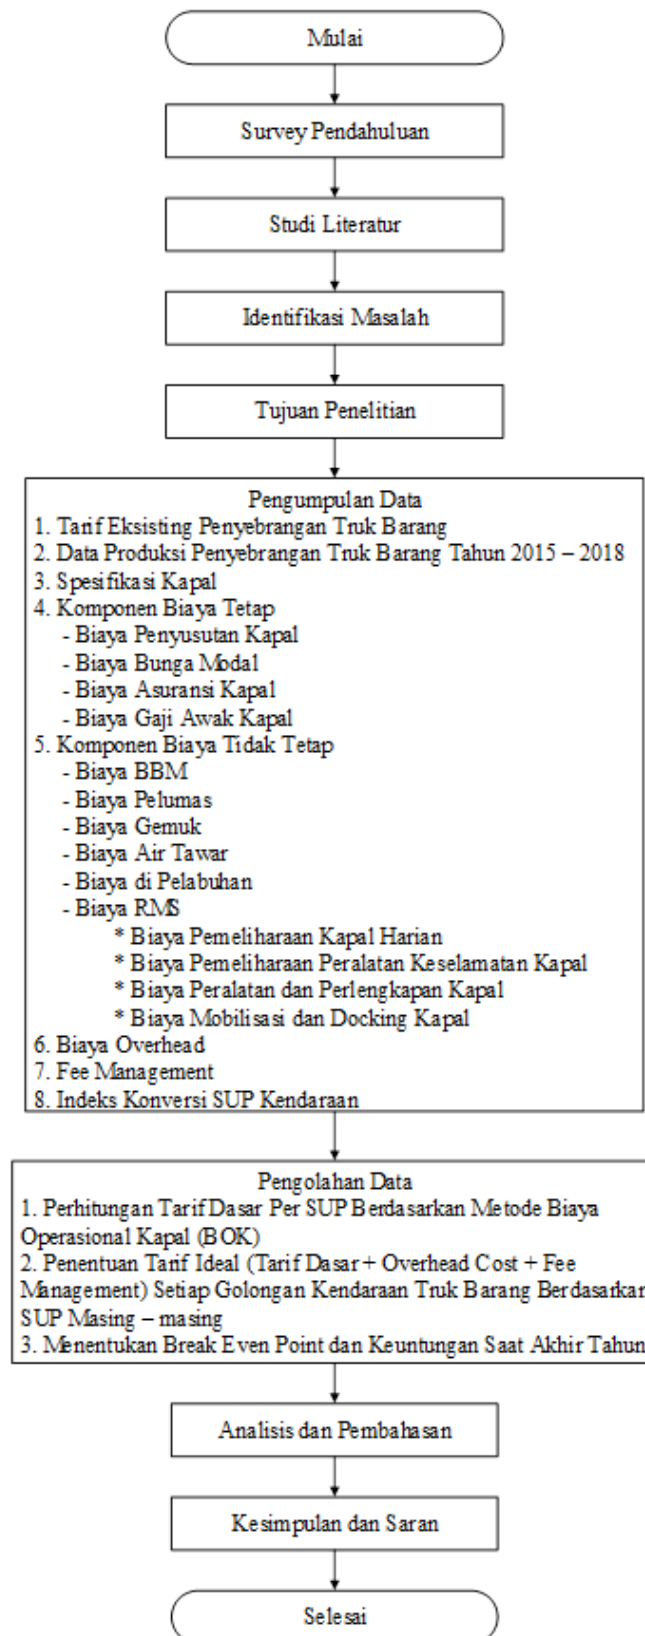 Mulai
Survey Pendahuluan
Studi Literatur
Identifikasi Masalah
Tujuan Penelitian
Pengumpulan Data
1. Tarif Eksisting Penyebrangan Truk Barang
2. Data Produksi Penyebrangan Truk Barang Tahun 2015 – 2018
3. Spesifikasi Kapal
4. Komponen Biaya Tetap
- Biaya Penyusutan Kapal
- Biaya Bunga Modal
- Biaya Asuransi Kapal
- Biaya Gaji Awak Kapal
5. Komponen Biaya Tidak Tetap
- Biaya BBM
- Biaya Pelumas
- Biaya Gemuk
- Biaya Air Tawar
- Biaya di Pelabuhan
- Biaya RMS
* Biaya Pemeliharaan Kapal Harian
* Biaya Pemeliharaan Peralatan Keselamatan Kapal
* Biaya Peralatan dan Perlengkapan Kapal
* Biaya Mobilisasi dan Docking Kapal
6. Biaya Overhead
7. Fee Management
8. Indeks Konversi SUP Kendaraan
Pengolahan Data
1. Perhitungan Tarif Dasar Per SUP Berdasarkan Metode Biaya
Operasional Kapal (BOK)
2. Penentuan Tarif Ideal (Tarif Dasar + Overhead Cost + Fee
Management) Setiap Golongan Kendaraan Truk Barang Berdasarkan
SUP Masing – masing
3. Menentukan Break Even Point dan Keuntungan Saat Akhir Tahun
Analisis dan Pembahasan
Kesimpulan dan Saran
Selesai